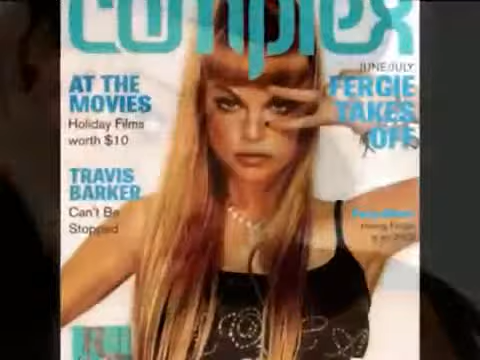 complex
JUNE/JULY
AT THE
MOVIES
Holiday Films
worth $10
FERGIE
TAKES
OFF
TRAVIS
BARKER
Can't Be
Stopped